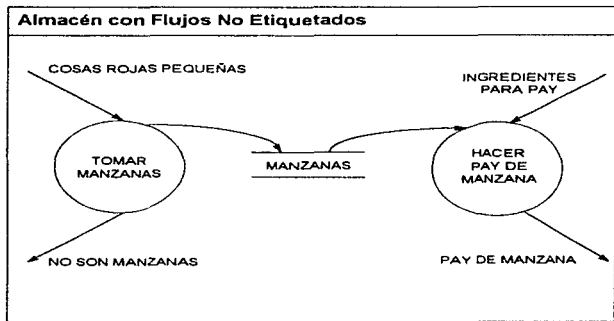 Almacén con Flujos No Etiquetados
COSAS ROJAS PEQUEÑAS
INGREDIENTES
PARA PAY
TOMAR
MANZANAS
MANZANAS
HACER
PAY DE
MANZANA
NO SON MANZANAS
PAY DE MANZANA